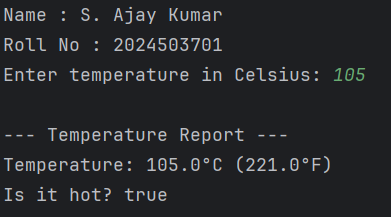 Name : S. Ajay Kumar
Roll No : 2024503701
Enter temperature in Celsius: 105
--- Temperature Report ---
Temperature: 105.0°C (221.0°F)
Is it hot? true